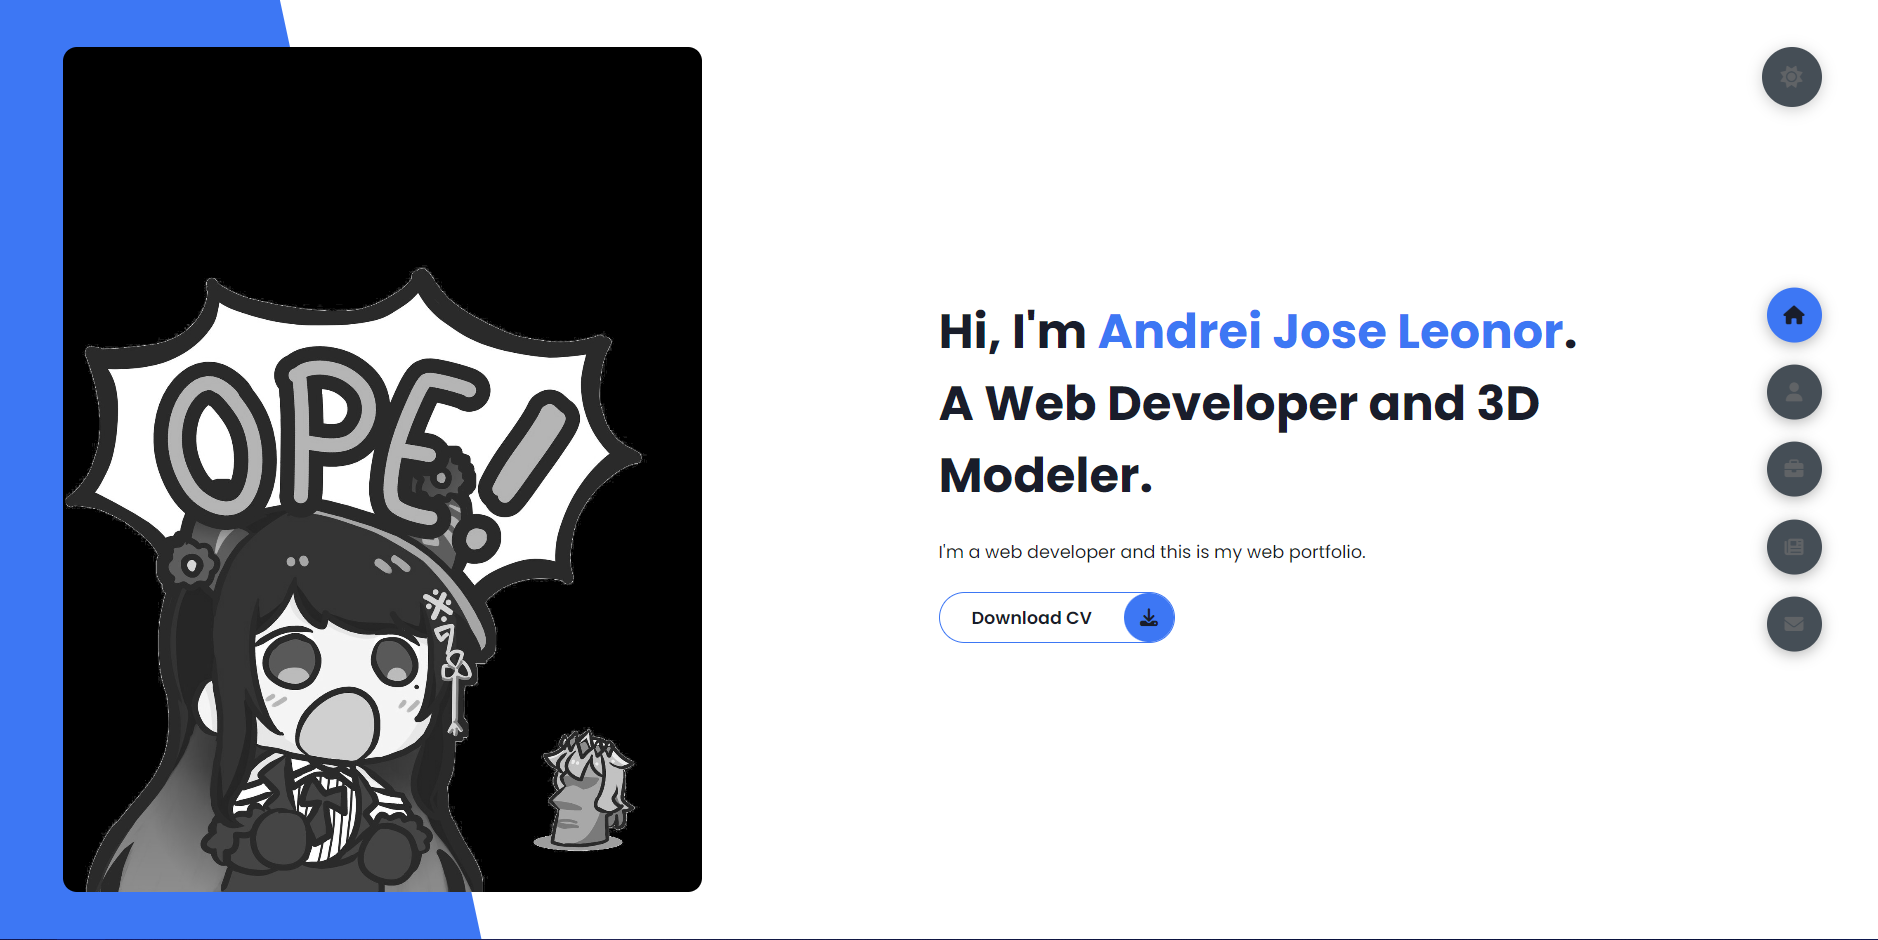 OPE!
Hi, I'm Andrei Jose Leonor.
A Web Developer and 3D
Modeler.
I'm a web developer and this is my web portfolio.
Download CV